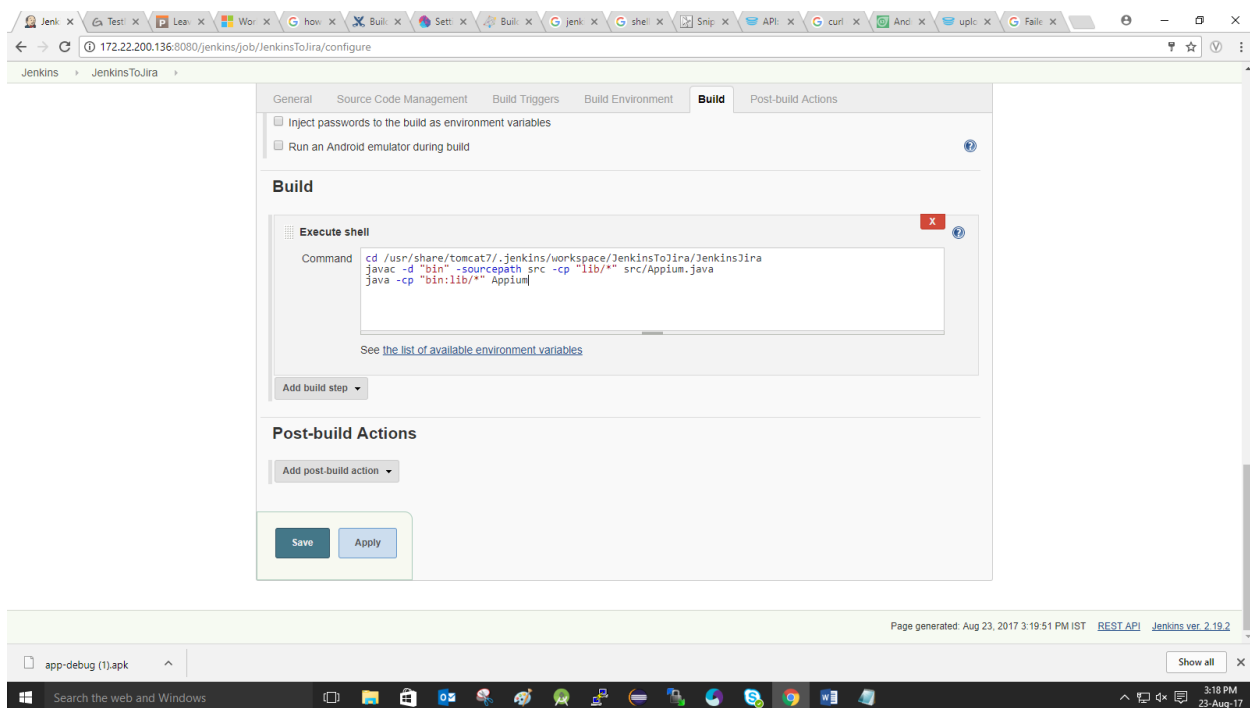 Jenk
Testi
Leav
Wor
how
Buil
Setti
Buil
jenk
shel
Snip
API:
curl
And
uplo
Faile
172.22.200.136:8080/jenkins/job/JenkinsToJira/configure
Jenkins JenkinsToJira
General Source Code Management Build Triggers Build Environment Build Post-build Actions
Inject passwords to the build as environment variables
Run an Android emulator during build
Build
X
Execute shell
Command
cd /usr/share/tomcat7/.jenkins/workspace/JenkinsToJira/JenkinsJira
javac -d "bin" -sourcepath src -cp "lib/*" src/Appium.java
java -cp "bin:lib/*" Appium
See the list of available environment variables
Add build step
Post-build Actions
Add post-build action
Save Apply
Page generated: Aug 23, 2017 3:19:51 PM IST REST API Jenkins ver. 2.19.2
app-debug (1).apk
Show all
Search the web and Windows
3:18 PM
23-Aug-17